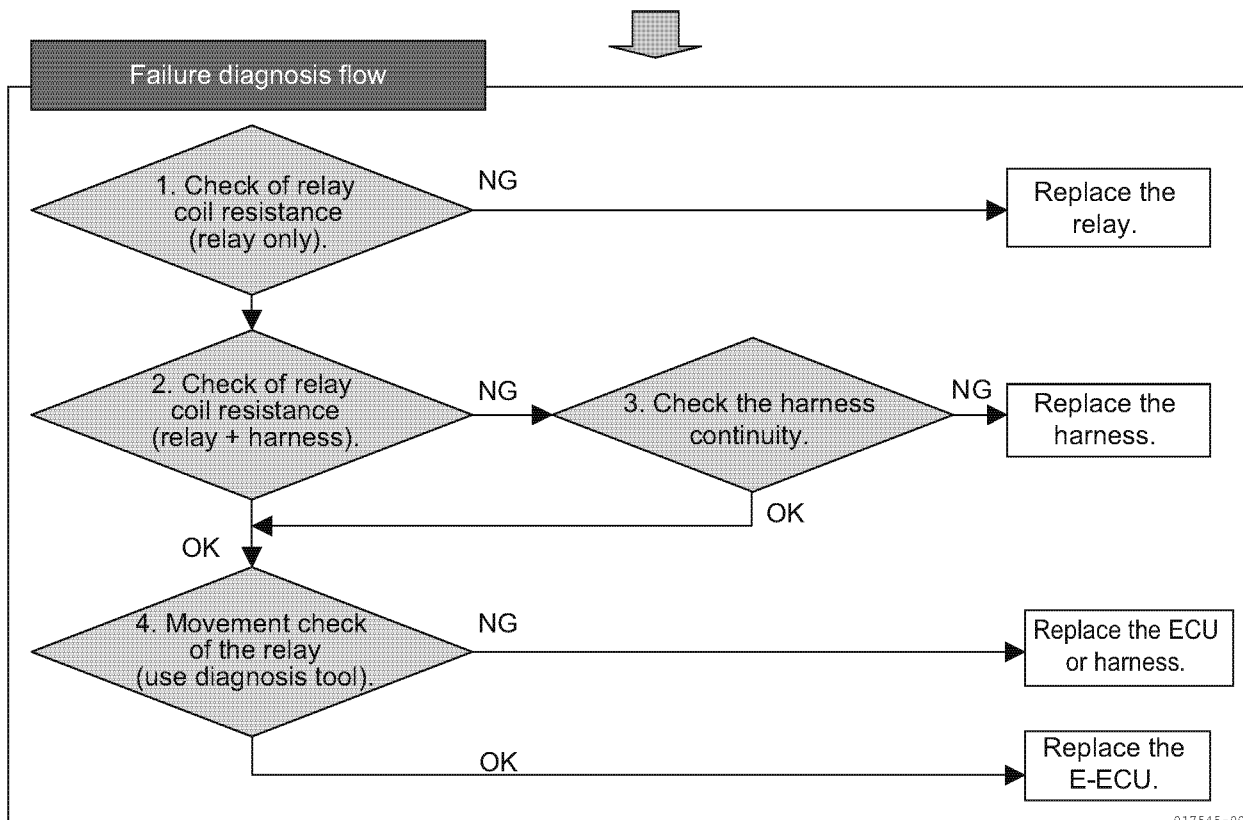 Failure diagnosis flow
1. Check of relay
coil resistance
(relay only).
NG
Replace the
relay.
2. Check of relay
coil resistance
(relay + harness).
NG
3. Check the harness
continuity.
NG
Replace the
harness.
OK
OK
4. Movement check
of the relay
(use diagnosis tool).
NG
Replace the ECU
or harness.
OK
Replace the
E-ECU.